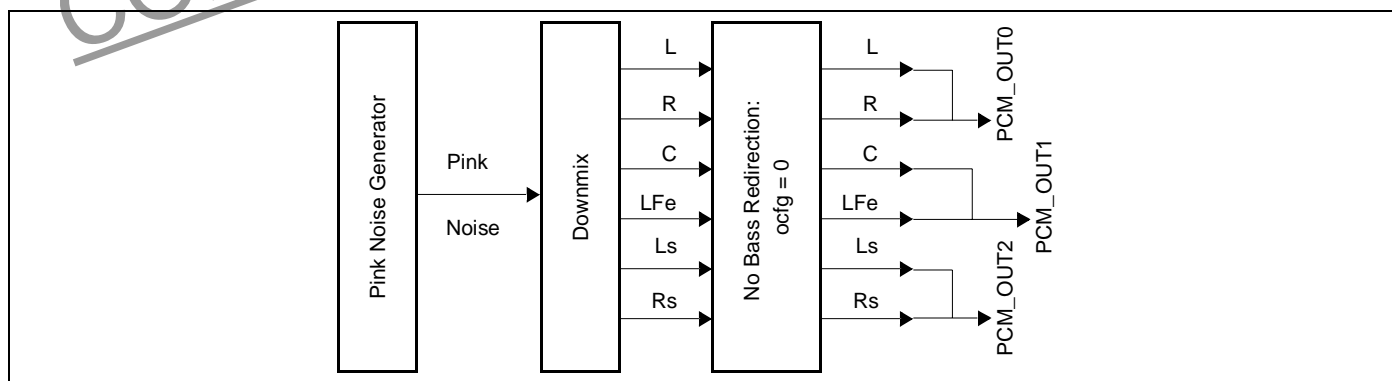 Pink Noise Generator
Pink
Noise
Downmix
L
R
C
LFe
Ls
Rs
No Bass Redirection:
ocfg = 0
L
R
C
LFe
Ls
Rs
PCM_OUT0
PCM_OUT1
PCM_OUT2